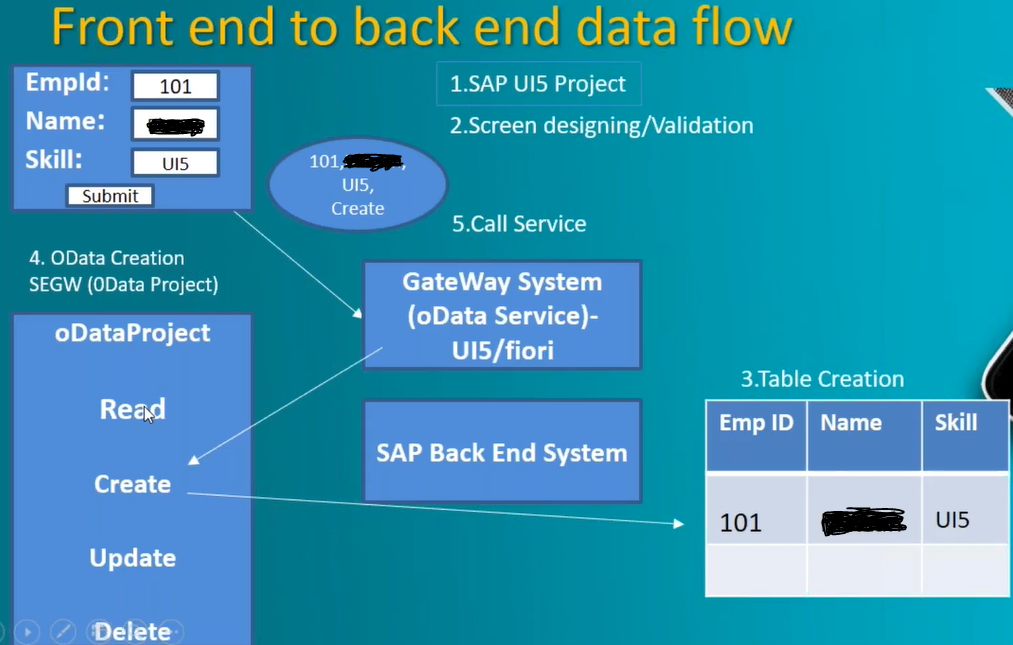 Front end to back end data flow
EmpId: 101
Name:
Skill: UI5
Submit
101,
UI5,
Create
1.SAP UI5 Project
2.Screen designing/Validation
5.Call Service
4. OData Creation
SEGW (0Data Project)
oDataProject
Read
Create
Update
Delete
GateWay System
(oData Service)-
UI5/fiori
SAP Back End System
3.Table Creation
Emp ID Name Skill
101 UI5